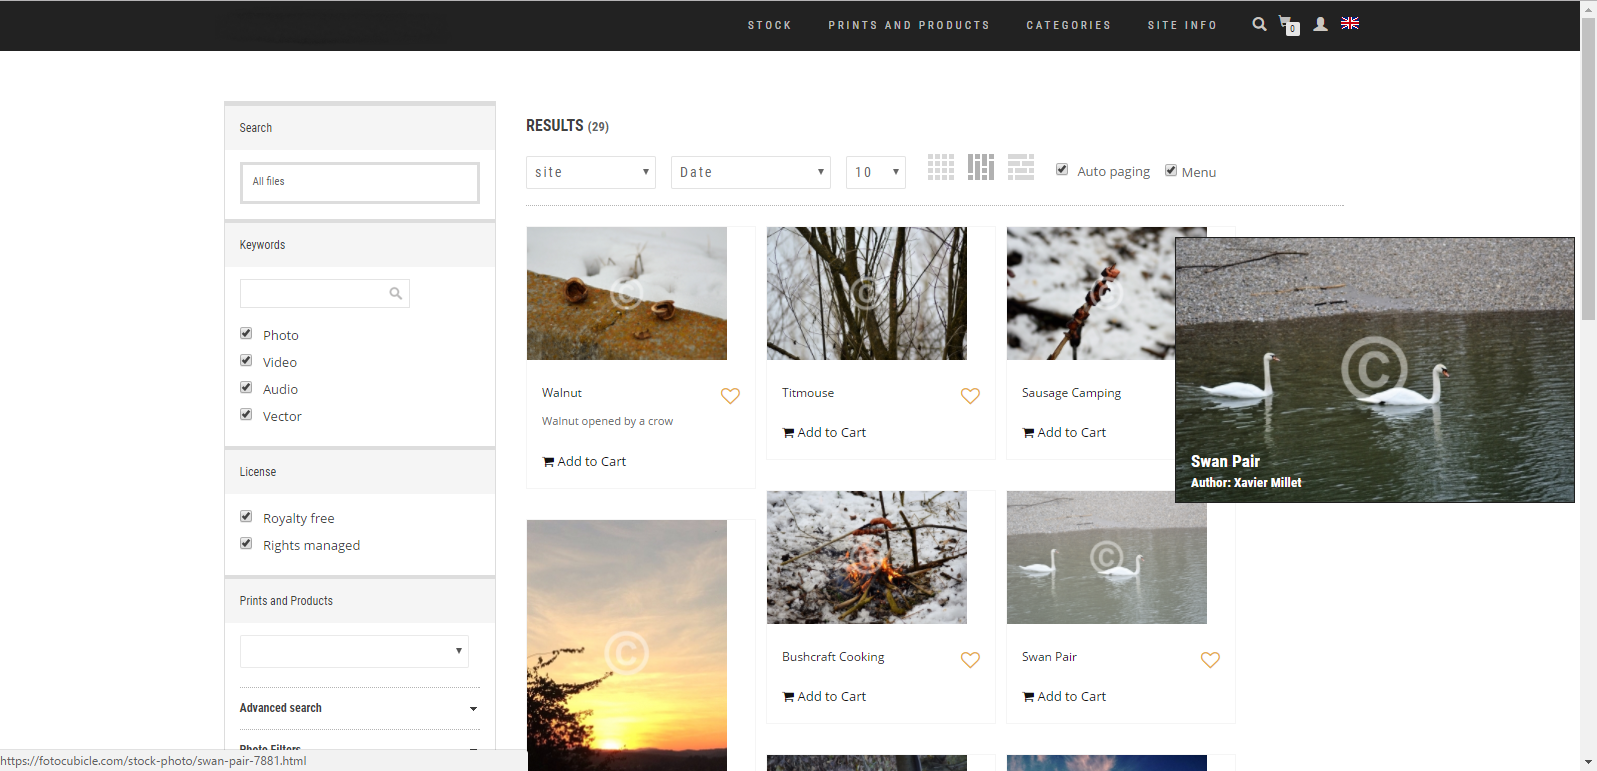 STOCK PRINTS AND PRODUCTS CATEGORIES SITE INFO 0
Search
All files
Keywords
Photo
Video
Audio
Vector
License
Royalty free
Rights managed
Prints and Products
Advanced search
Photo Filters
RESULTS (29)
site Date 10 Auto paging Menu
©
Walnut
Walnut opened by a crow
Add to Cart
©
Titmouse
Add to Cart
©
Sausage Camping
Add to Cart
©
Swan Pair
Author: Xavier Millet
©
©
Bushcraft Cooking
Add to Cart
©
Swan Pair
Add to Cart
https://fotocubicle.com/stock-photo/swan-pair-7881.html